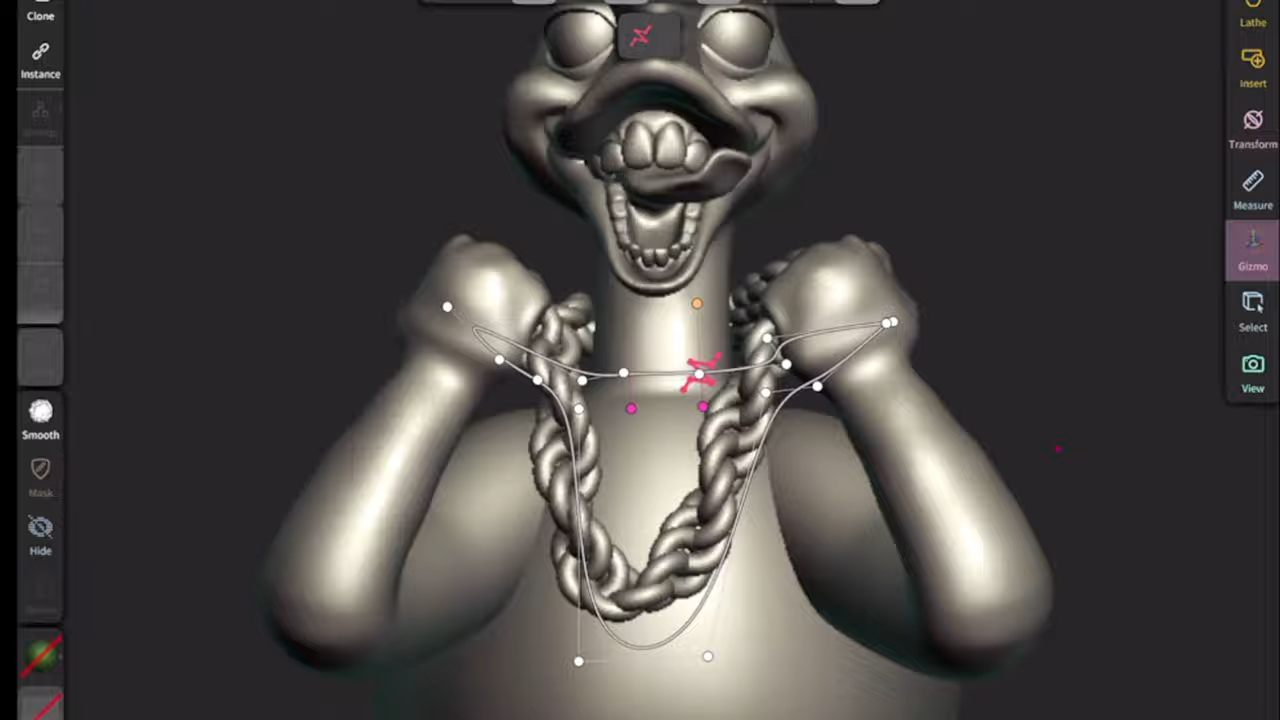 Clone
Instance
Smooth
Mask
Hide
Lathe
Insert
Transform
Measure
Gizmo
Select
View